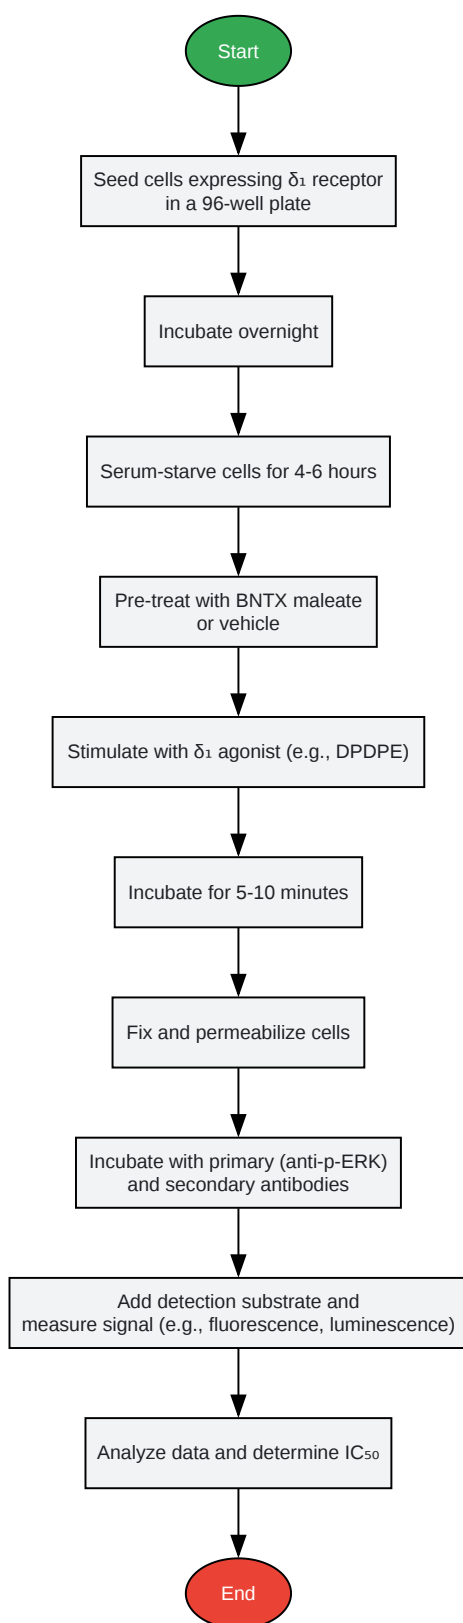 Start
Seed cells expressing δ₁ receptor
in a 96-well plate
Incubate overnight
Serum-starve cells for 4-6 hours
Pre-treat with BNTX maleate
or vehicle
Stimulate with δ₁ agonist (e.g., DPDPE)
Incubate for 5-10 minutes
Fix and permeabilize cells
Incubate with primary (anti-p-ERK)
and secondary antibodies
Add detection substrate and
measure signal (e.g., fluorescence, luminescence)
Analyze data and determine IC₅₀
End